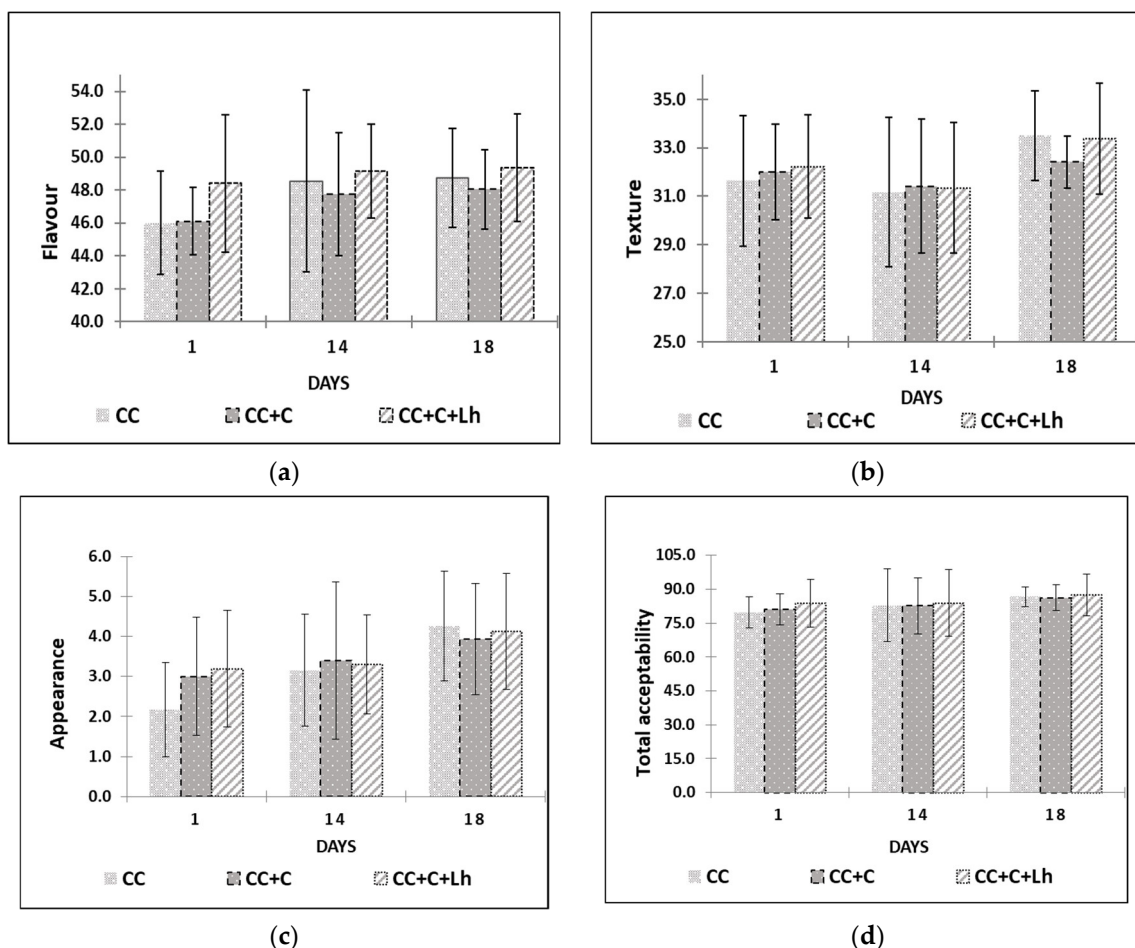 Flavour
54.0
52.0
50.0
48.0
46.0
44.0
42.0
40.0
1 14 18
DAYS
CC CC+C CC+C+Lh
(a)
Texture
35.0
33.0
31.0
29.0
27.0
25.0
1 14 18
DAYS
CC CC+C CC+C+Lh
(b)
Appearance
6.0
5.0
4.0
3.0
2.0
1.0
0.0
1 14 18
DAYS
CC CC+C CC+C+Lh
(c)
Total acceptability
105.0
90.0
75.0
60.0
45.0
30.0
15.0
0.0
1 14 18
DAYS
CC CC+C CC+C+Lh
(d)